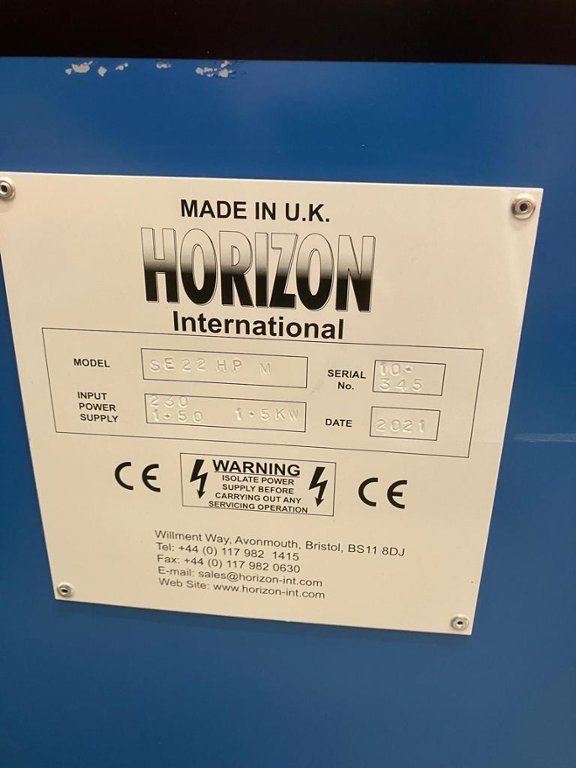 MADE IN U.K.
HORIZON
International
MODEL SE22 HP M
SERIAL No. 10-345
INPUT POWER SUPPLY 230
1·50 1·5KW
DATE 2021
CE
WARNING
ISOLATE POWER
SUPPLY BEFORE
CARRYING OUT ANY
SERVICING OPERATION
CE
Willment Way, Avonmouth, Bristol, BS11 8DJ
Tel: +44 (0) 117 982 1415
Fax: +44 (0) 117 982 0630
E-mail: sales@horizon-int.com
Web Site: www.horizon-int.com